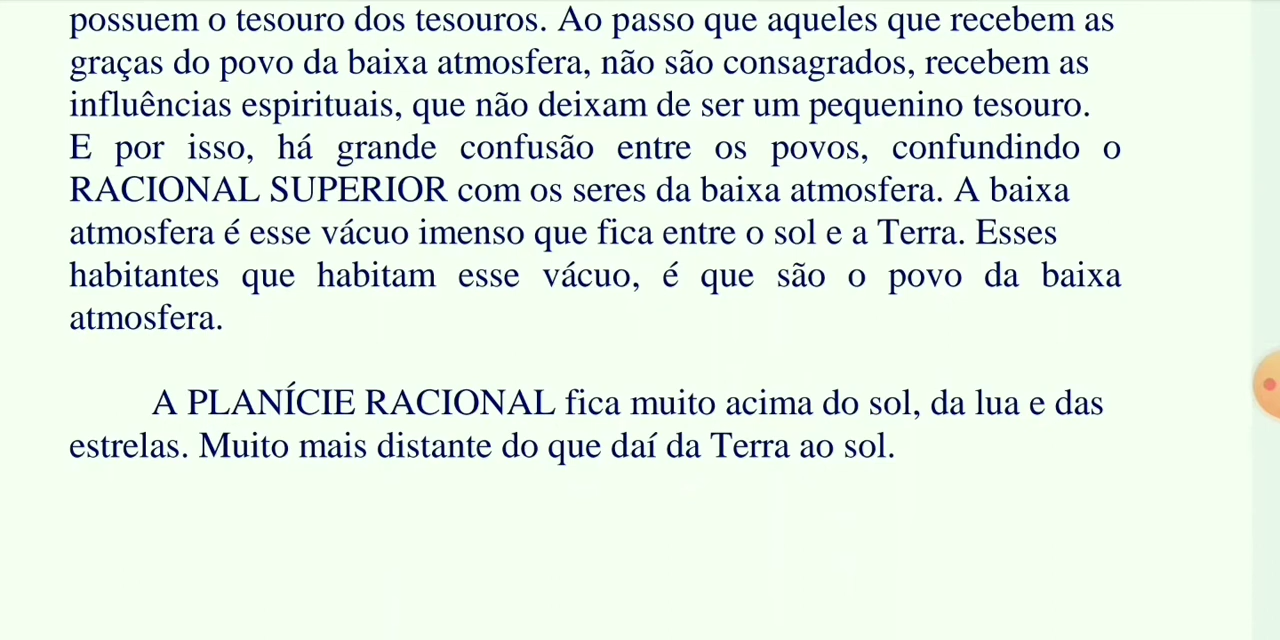 possuem o tesouro dos tesouros. Ao passo que aqueles que recebem as
graças do povo da baixa atmosfera, não são consagrados, recebem as
influências espirituais, que não deixam de ser um pequenino tesouro.
E por isso, há grande confusão entre os povos, confundindo o
RACIONAL SUPERIOR com os seres da baixa atmosfera. A baixa
atmosfera é esse vácuo imenso que fica entre o sol e a Terra. Esses
habitantes que habitam esse vácuo, é que são o povo da baixa
atmosfera.
A PLANÍCIE RACIONAL fica muito acima do sol, da lua e das
estrelas. Muito mais distante do que daí da Terra ao sol.